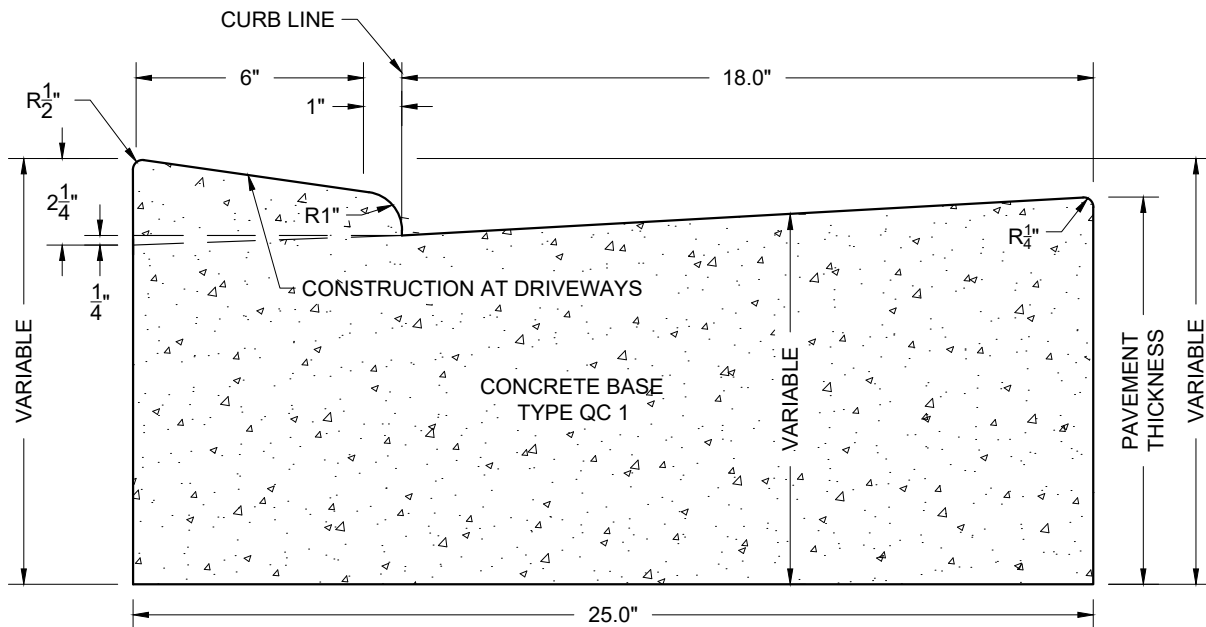 CURB LINE
6"
18.0"
1"
R1/2"
2 1/4"
R1"
R1/4"
1/4"
CONSTRUCTION AT DRIVEWAYS
VARIABLE
CONCRETE BASE
TYPE QC 1
VARIABLE
PAVEMENT
THICKNESS
VARIABLE
25.0"